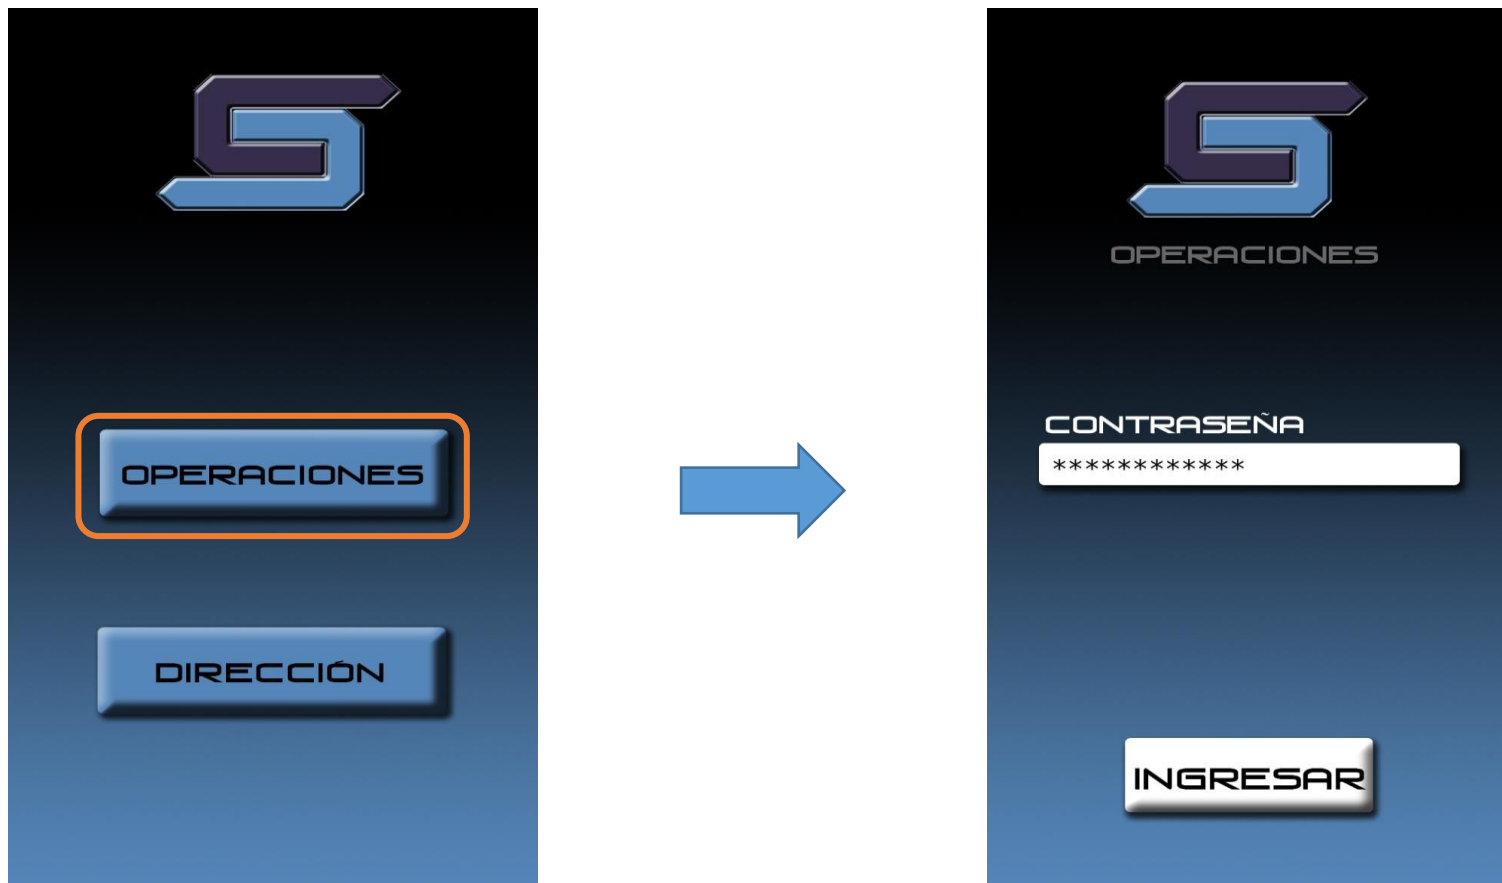 OPERACIONES
DIRECCIÓN
OPERACIONES
CONTRASEÑA
************
INGRESAR